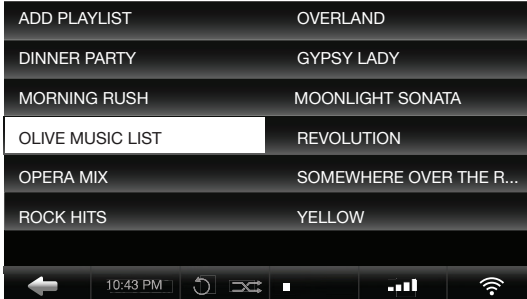 ADD PLAYLIST
DINNER PARTY
MORNING RUSH
OLIVE MUSIC LIST
OPERA MIX
ROCK HITS
OVERLAND
GYPSY LADY
MOONLIGHT SONATA
REVOLUTION
SOMEWHERE OVER THE R...
YELLOW
10:43 PM